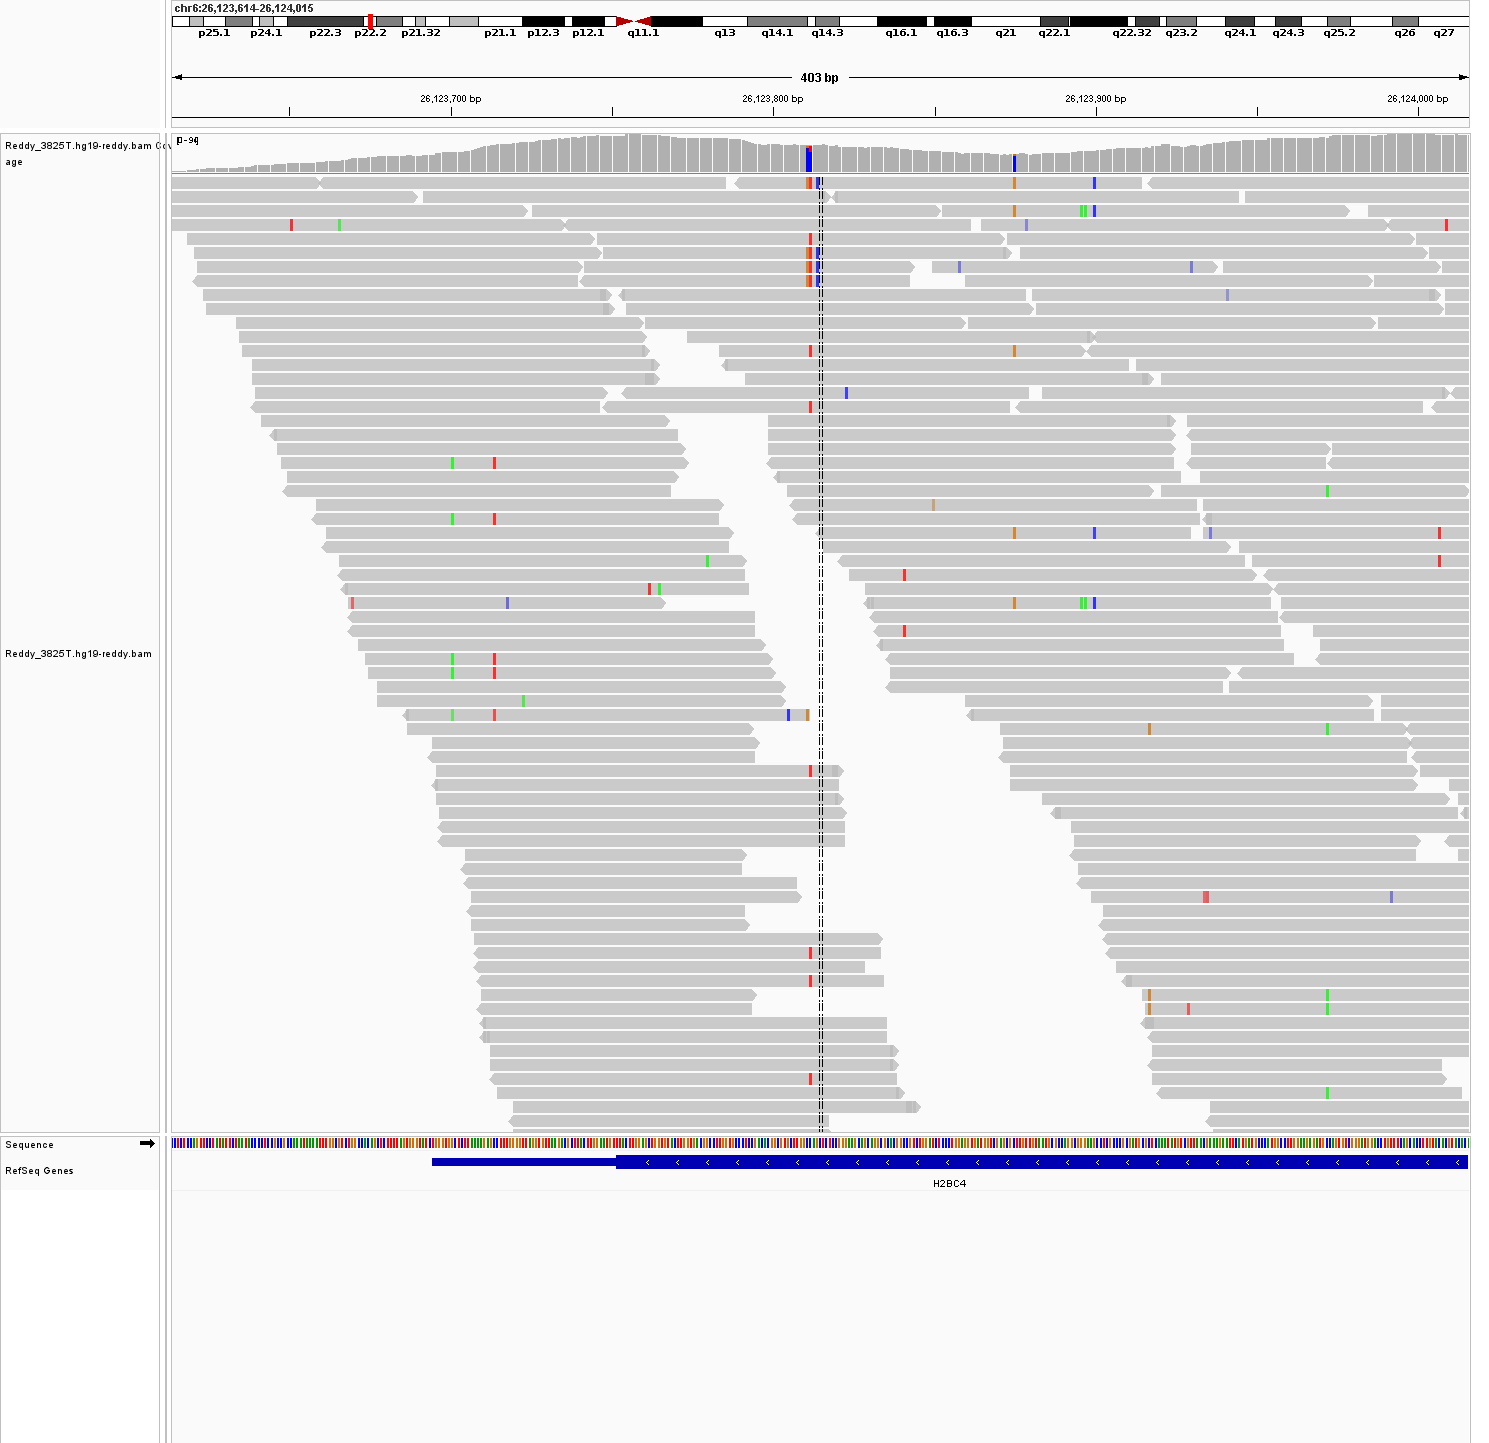 chr6:26,123,614-26,124,015
p25.1 p24.1 p22.3 p22.2 p21.32 p21.1 p12.3 p12.1 q11.1 q13 q14.1 q14.3 q16.1 q16.3 q21 q22.1 q22.32 q23.2 q24.1 q24.3 q25.2 q26 q27
403 bp
26,123,700 bp 26,123,800 bp 26,123,900 bp 26,124,000 bp
Reddy_3825T.hg19-reddy.bam Cov
age
[0-94]
Reddy_3825T.hg19-reddy.bam
Sequence
RefSeq Genes
H2BC4